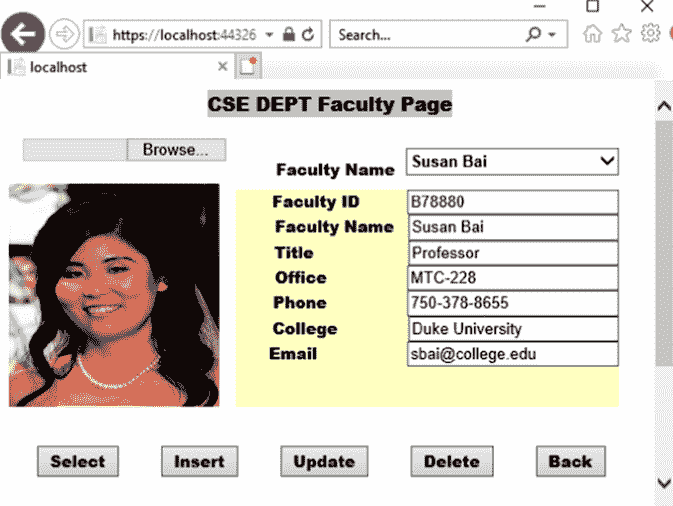 https://localhost:44326
Search...
localhost
CSE DEPT Faculty Page
Browse...
Faculty Name Susan Bai
Faculty ID B78880
Faculty Name Susan Bai
Title Professor
Office MTC-228
Phone 750-378-8655
College Duke University
Email sbai@college.edu
Select Insert Update Delete Back